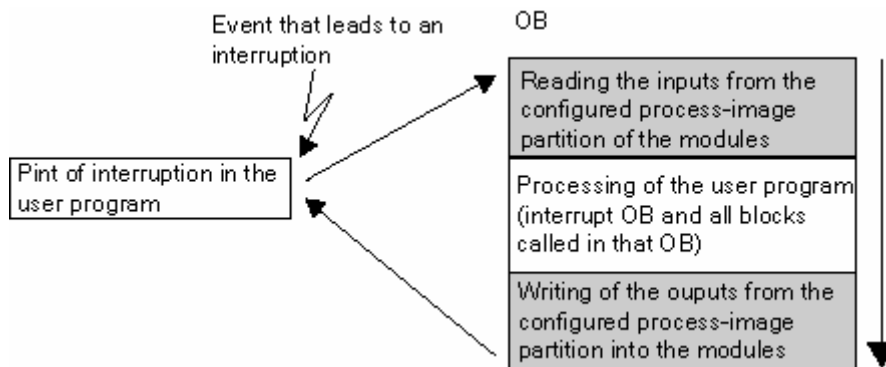 Event that leads to an
interruption
OB
Reading the inputs from the
configured process-image
partition of the modules
Pint of interruption in the
user program
Processing of the user program
(interrupt OB and all blocks
called in that OB)
Writing of the ouputs from the
configured process-image
partition into the modules